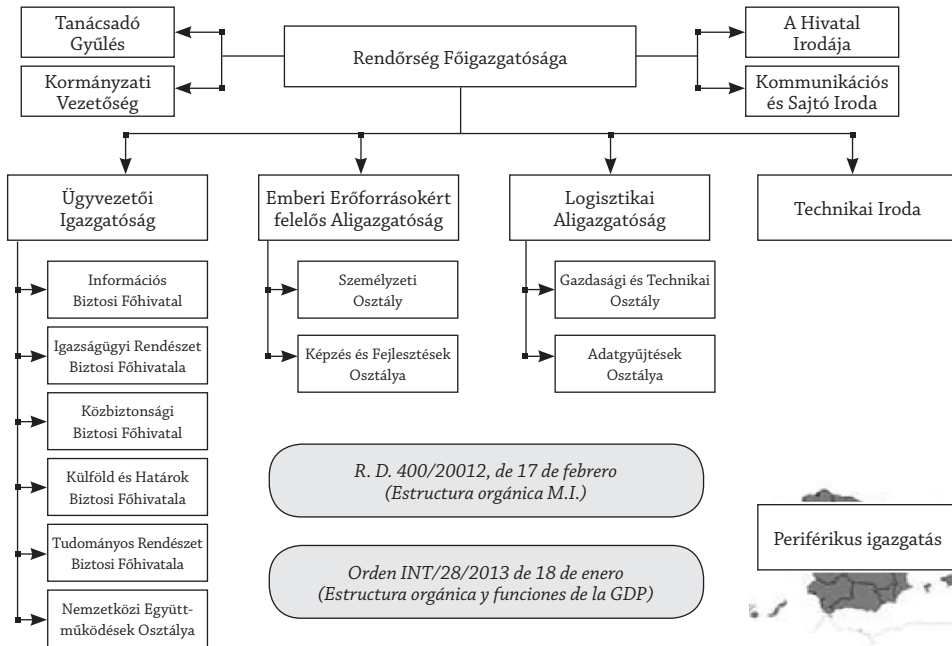 Tanácsadó
Gyűlés
Kormányzati
Vezetőség
Rendőrség Főigazgatósága
A Hivatal
Irodája
Kommunikációs
és Sajtó Iroda
Ügyvezetői
Igazgatóság
Emberi Erőforrásokért
felelős Aligazgatóság
Logisztikai
Aligazgatóság
Technikai Iroda
Információs
Biztosi Főhivatal
Igazságügyi Rendészet
Biztosi Főhivatala
Közbiztonsági
Biztosi Főhivatal
Külföld és Határok
Biztosi Főhivatala
Tudományos Rendészet
Biztosi Főhivatala
Nemzetközi Együtt-
működések Osztálya
Személyzeti
Osztály
Képzés és Fejlesztések
Osztálya
Gazdasági és Technikai
Osztály
Adatgyűjtések
Osztálya
R. D. 400/20012, de 17 de febrero
(Estructura orgánica M.I.)
Orden INT/28/2013 de 18 de enero
(Estructura orgánica y funciones de la GDP)
Periférikus igazgatás